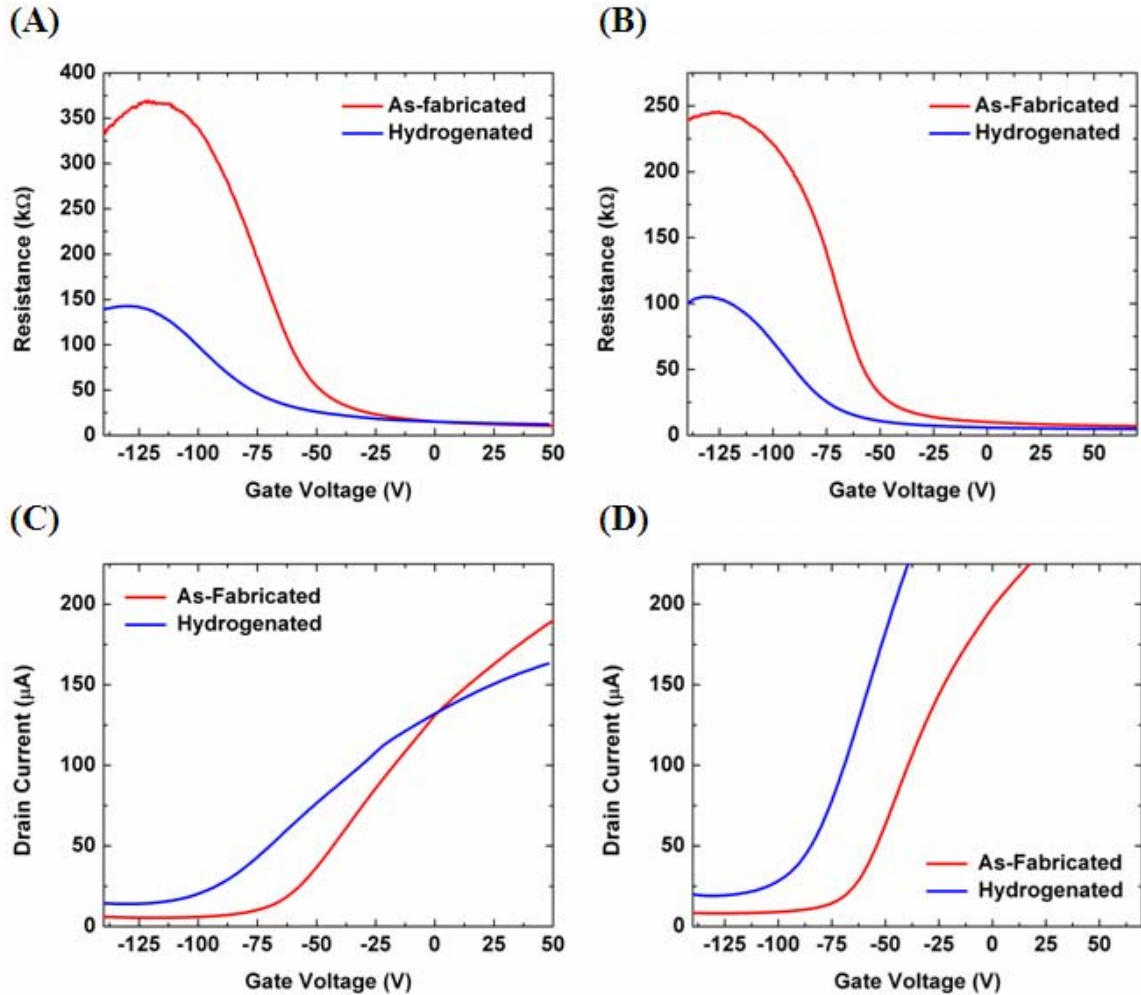 (A)
400
350
300
250
200
150
100
50
0
Resistance (kΩ)
As-fabricated
Hydrogenated
-125 -100 -75 -50 -25 0 25 50
Gate Voltage (V)
(B)
250
200
150
100
50
0
Resistance (kΩ)
As-Fabricated
Hydrogenated
-125 -100 -75 -50 -25 0 25 50
Gate Voltage (V)
(C)
200
150
100
50
0
Drain Current (μA)
As-Fabricated
Hydrogenated
-125 -100 -75 -50 -25 0 25 50
Gate Voltage (V)
(D)
200
150
100
50
0
Drain Current (μA)
As-Fabricated
Hydrogenated
-125 -100 -75 -50 -25 0 25 50
Gate Voltage (V)